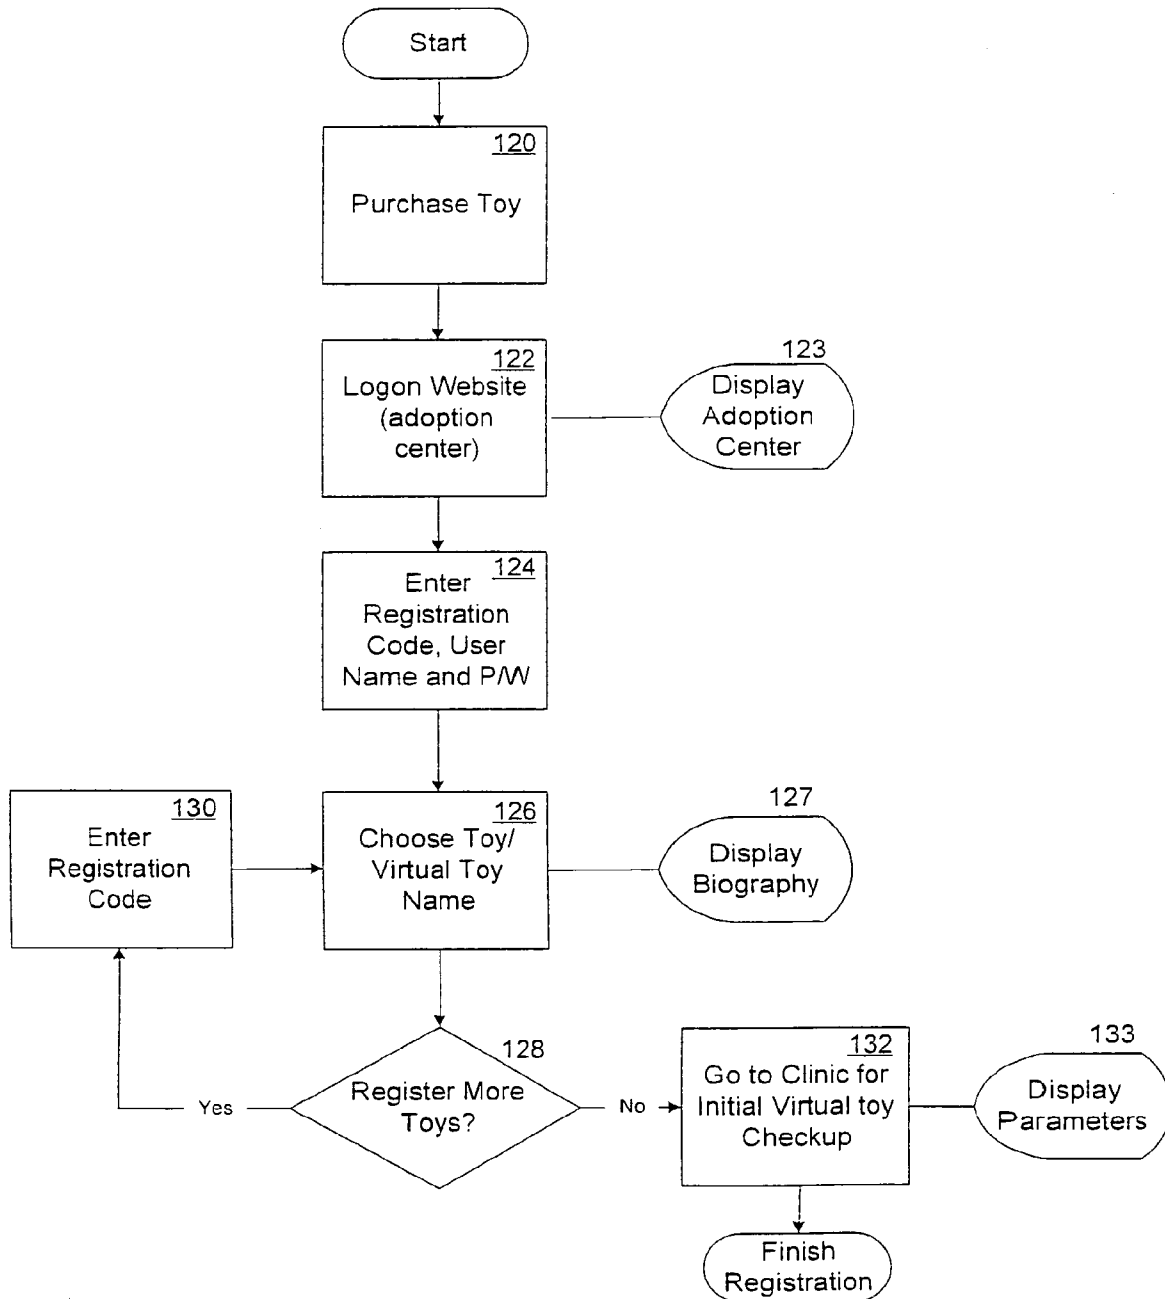 Start
120
Purchase Toy
122
Logon Website
(adoption
center)
123
Display
Adoption
Center
124
Enter
Registration
Code, User
Name and P/W
130
Enter
Registration
Code
126
Choose Toy/
Virtual Toy
Name
127
Display
Biography
128
Register More
Toys?
Yes
No
132
Go to Clinic for
Initial Virtual toy
Checkup
133
Display
Parameters
Finish
Registration